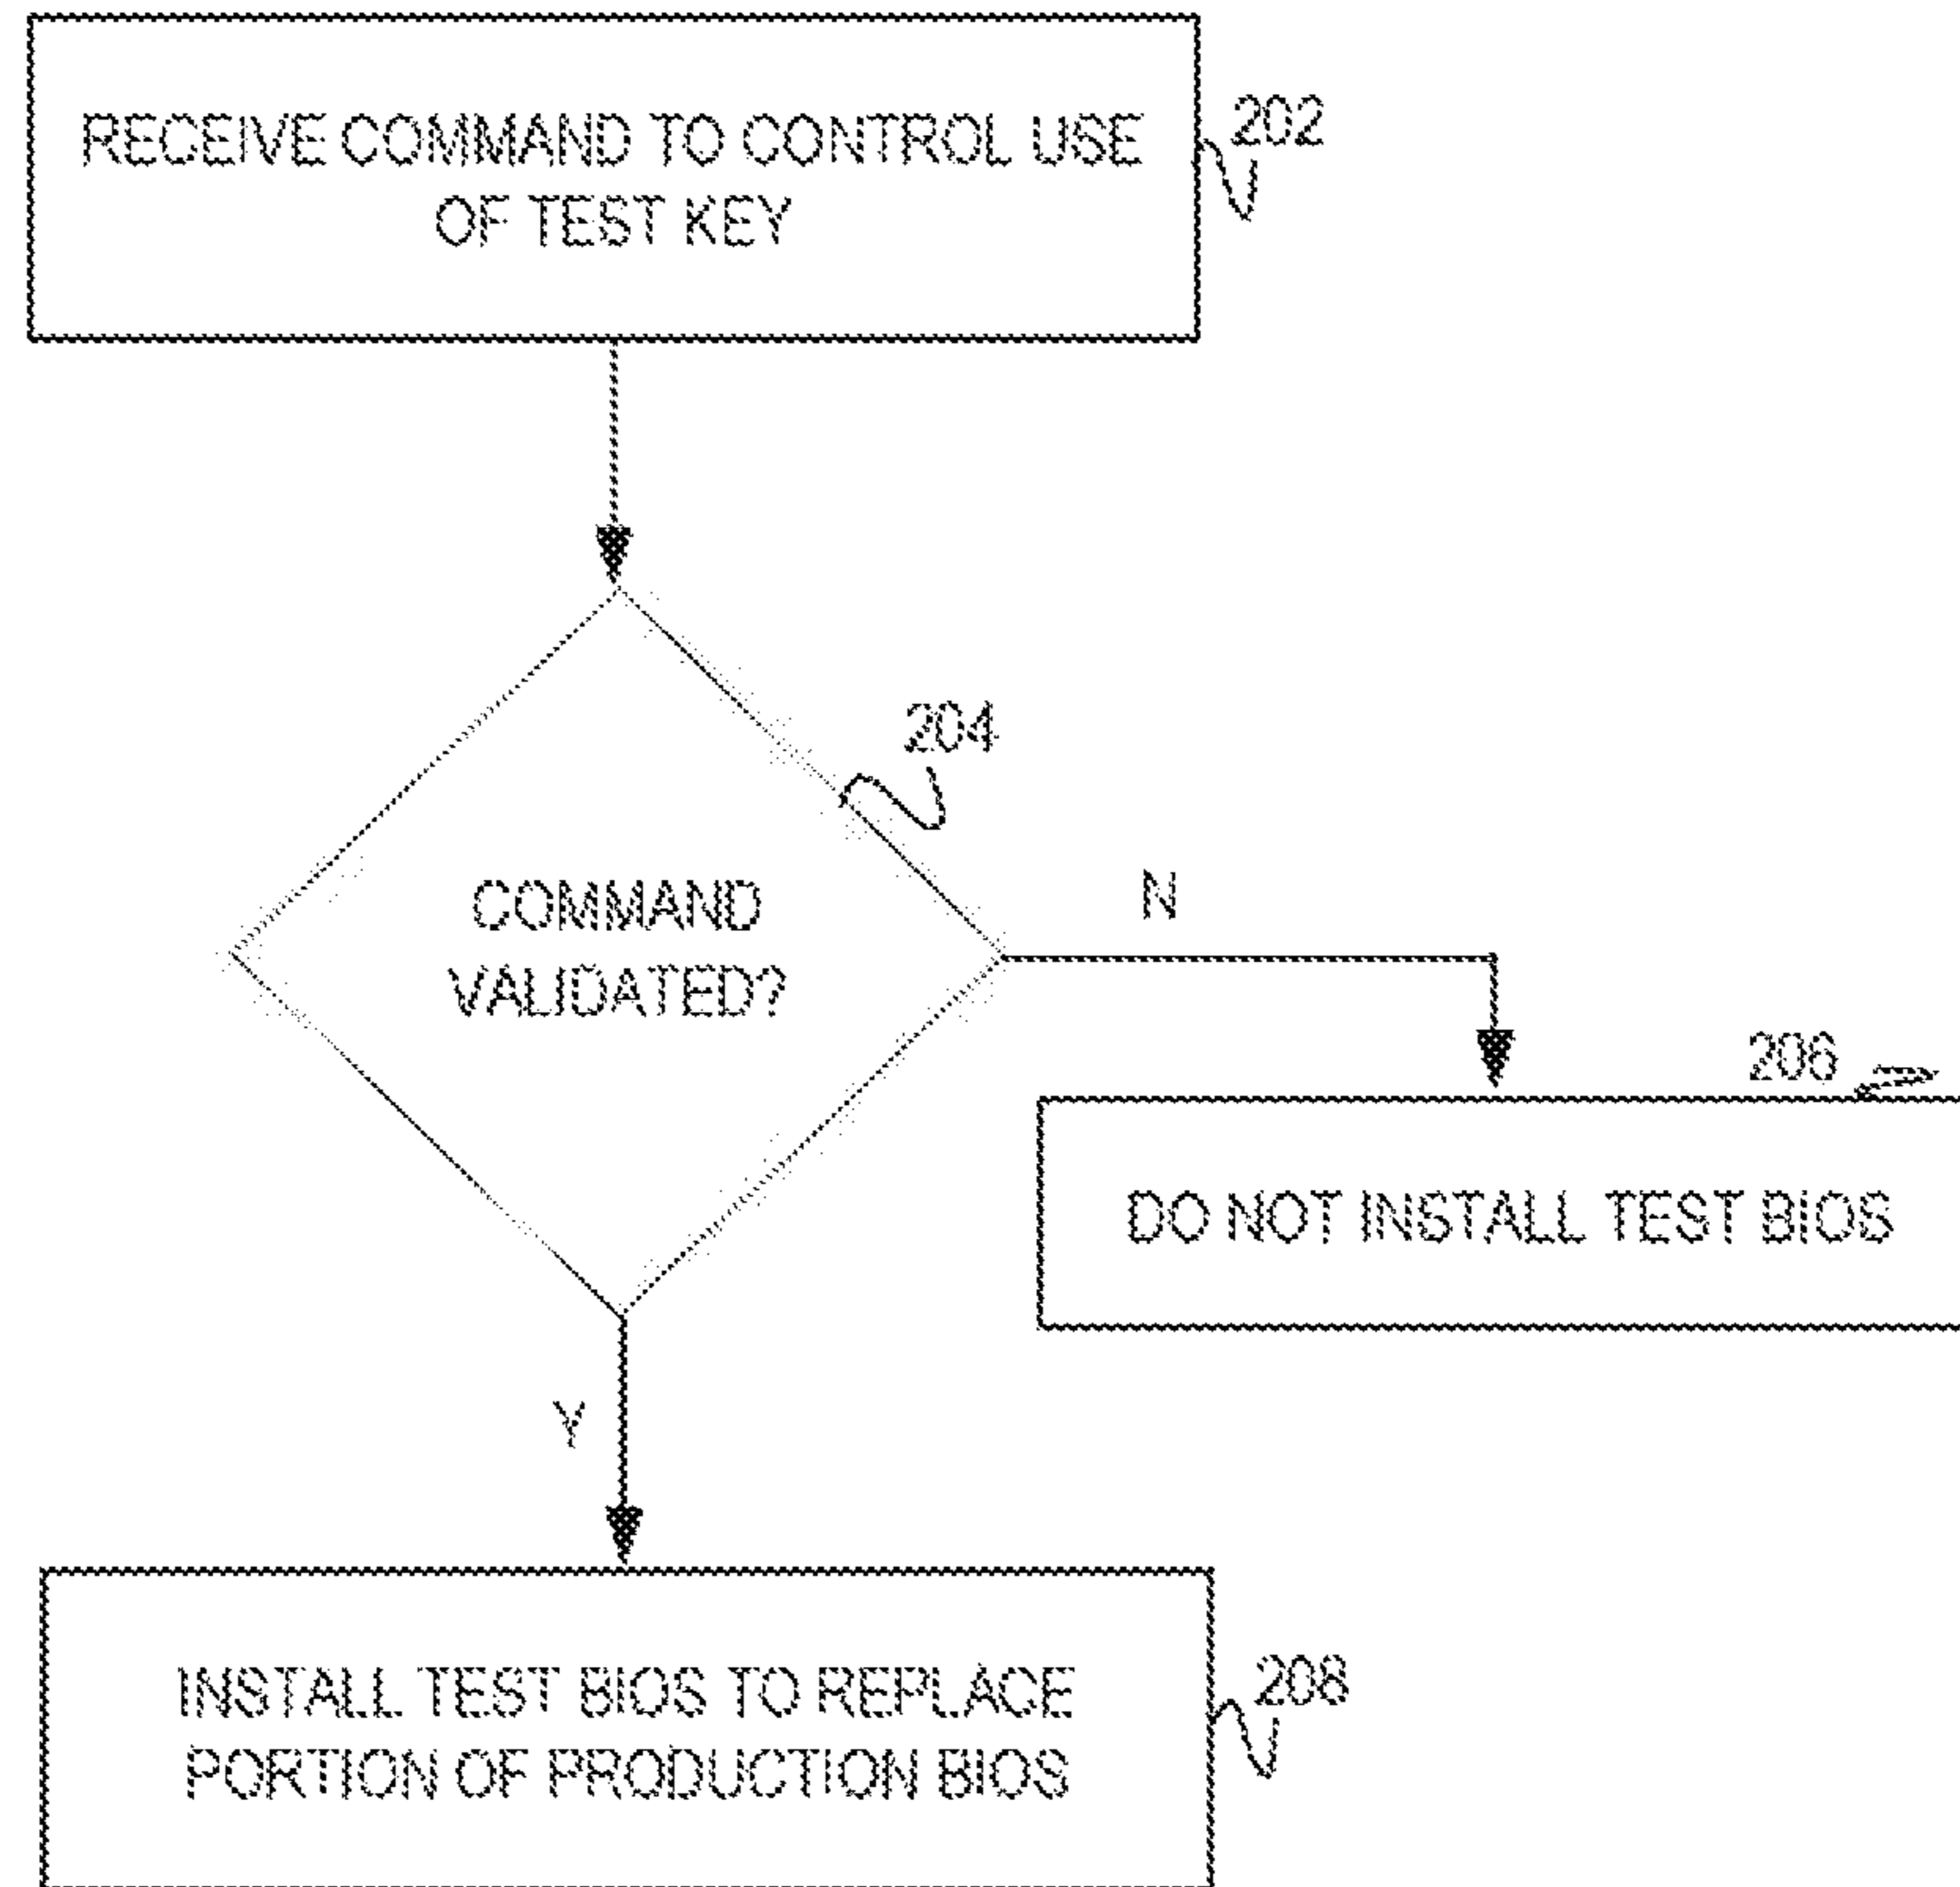 RECEIVE COMMAND TO CONTROL USE
OF TEST KEY
202
204
COMMAND
VALIDATED?
N
206
DO NOT INSTALL TEST BIOS
Y
INSTALL TEST BIOS TO REPLACE
PORTION OF PRODUCTION BIOS
208